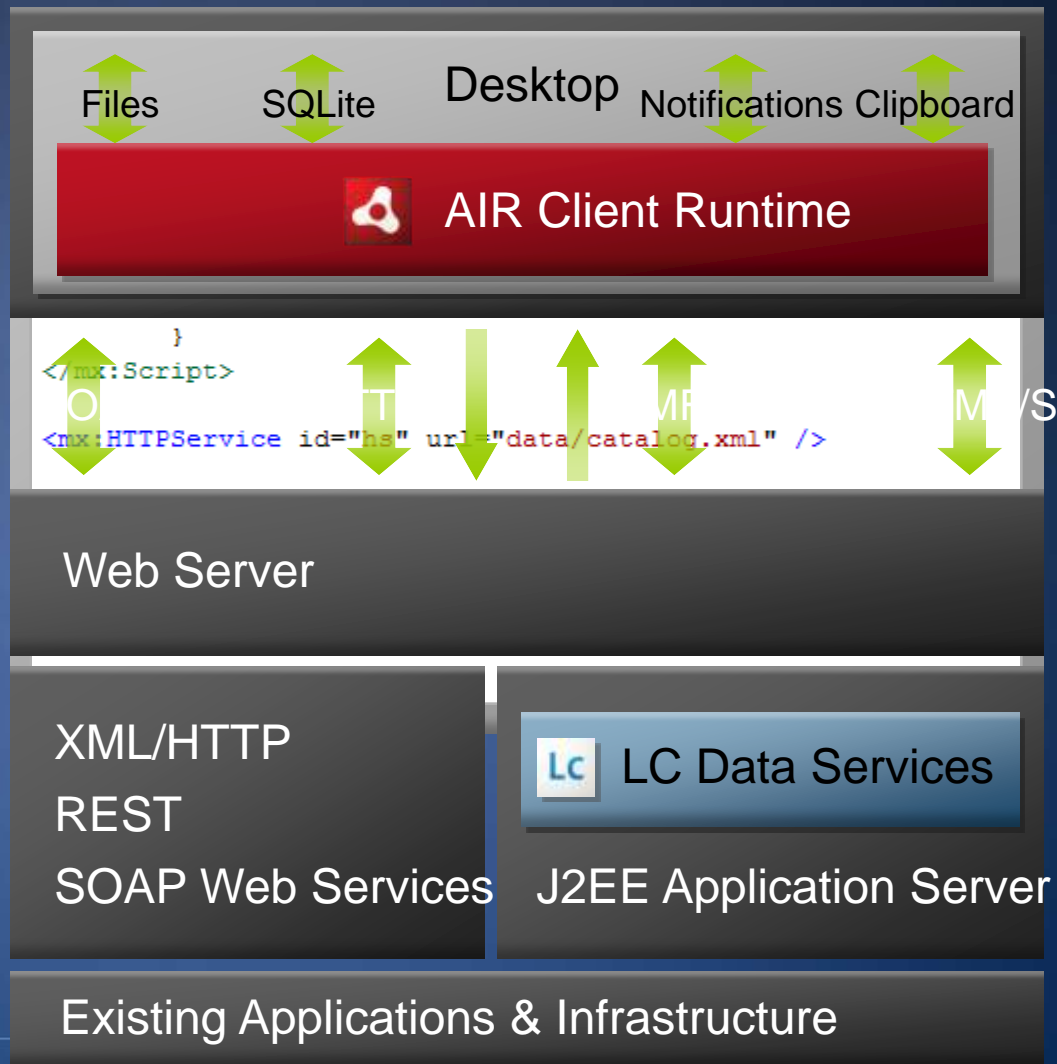 Desktop
Files SQLite Notifications Clipboard
AIR Client Runtime
}
</mx:Script>
<mx:HTTPService id="hs" url="data/catalog.xml" />
Web Server
XML/HTTP
REST
SOAP Web Services
Lc LC Data Services
J2EE Application Server
Existing Applications & Infrastructure